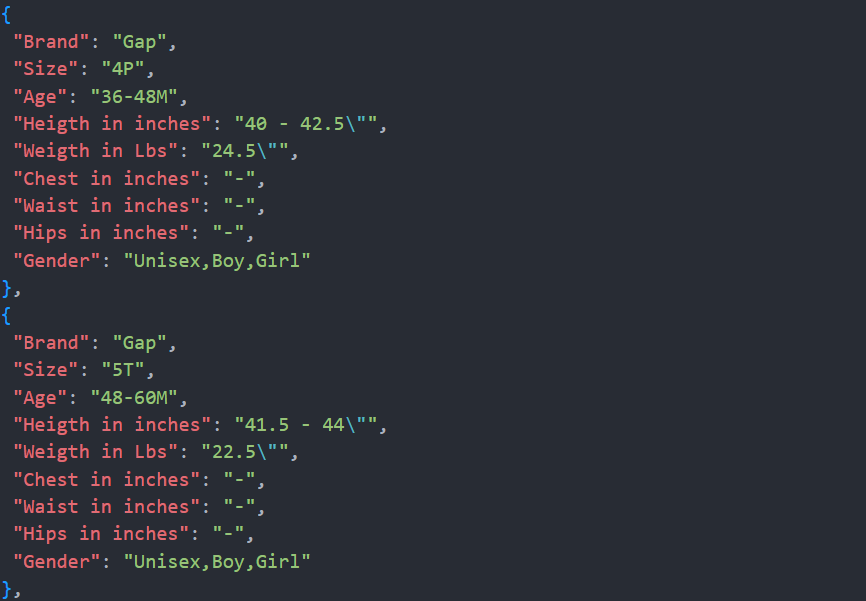 {
"Brand": "Gap",
"Size": "4P",
"Age": "36-48M",
"Heigth in inches": "40 - 42.5\"",
"Weigth in Lbs": "24.5\"",
"Chest in inches": "-",
"Waist in inches": "-",
"Hips in inches": "-",
"Gender": "Unisex,Boy,Girl"
},
{
"Brand": "Gap",
"Size": "5T",
"Age": "48-60M",
"Heigth in inches": "41.5 - 44\"",
"Weigth in Lbs": "22.5\"",
"Chest in inches": "-",
"Waist in inches": "-",
"Hips in inches": "-",
"Gender": "Unisex,Boy,Girl"
},